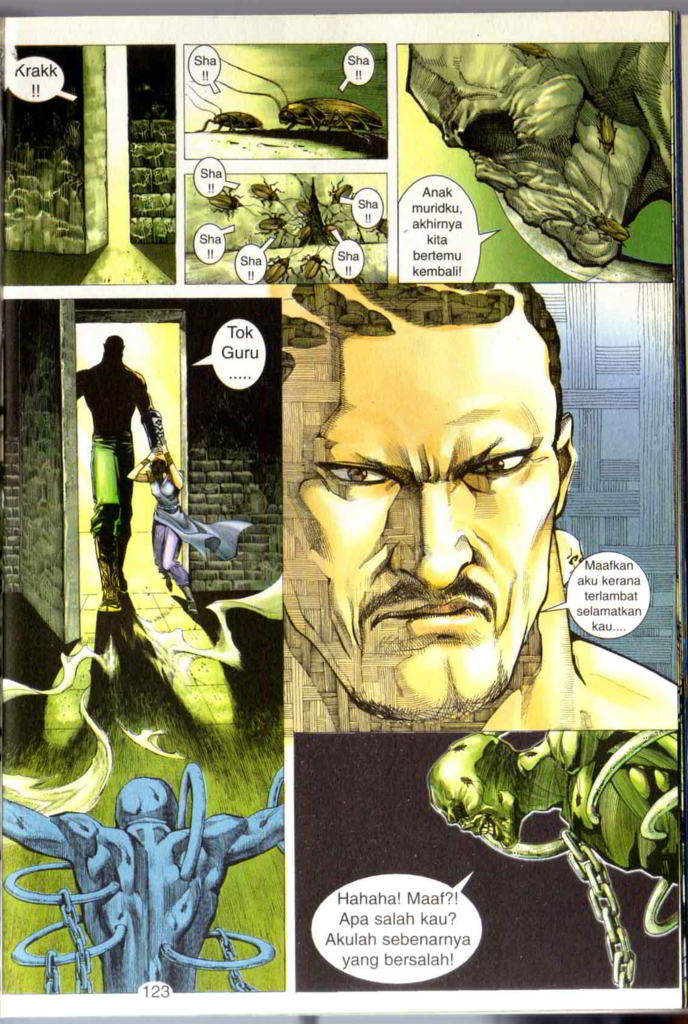 Krakk
!!
Sha
!!
Sha
!!
Sha
!!
Sha
!!
Sha
!!
Sha
!!
Sha
!!
Anak
muridku,
akhirnya
kita
bertemu
kembali!
Tok
Guru
.....
Maafkan
aku kerana
terlambat
selamatkan
kau....
Hahaha! Maaf?!
Apa salah kau?
Akulah sebenarnya
yang bersalah!
123